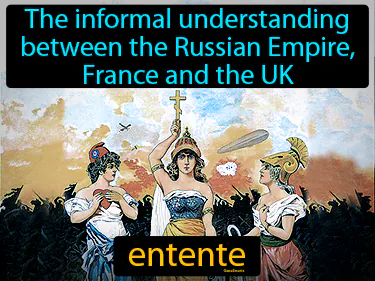 The informal understanding
between the Russian Empire,
France and the UK
entente